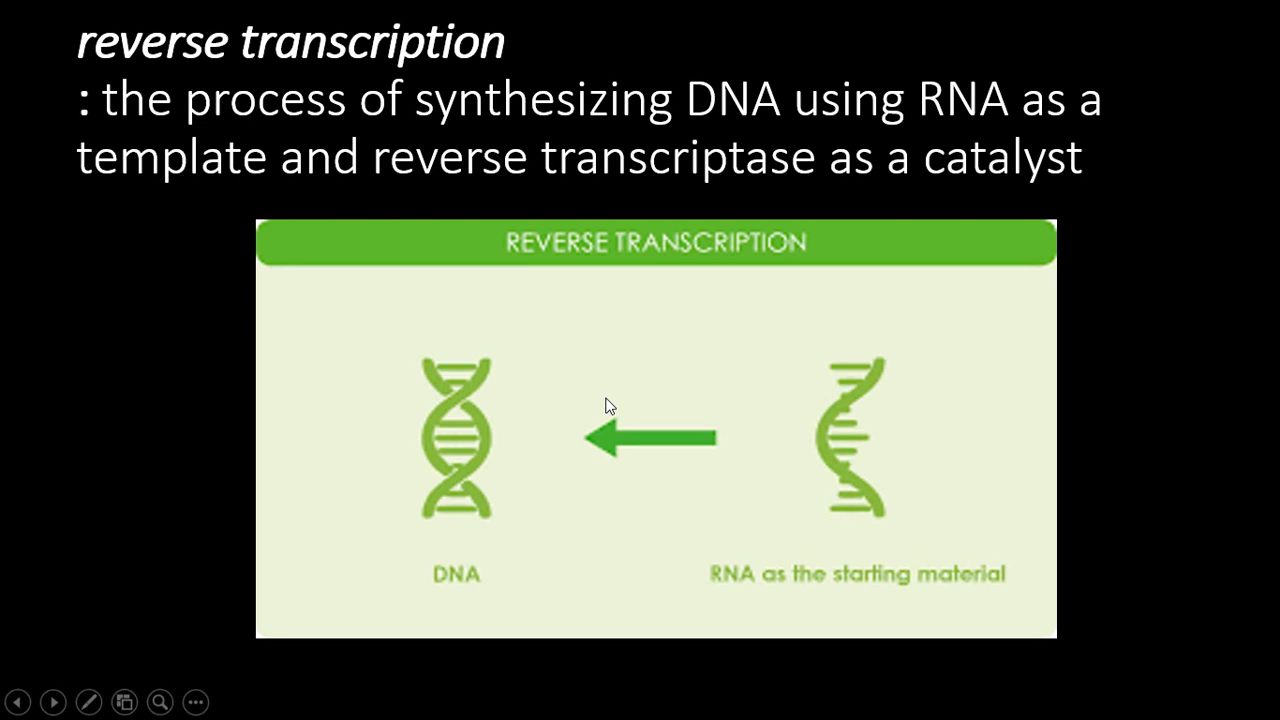 reverse transcription
: the process of synthesizing DNA using RNA as a
template and reverse transcriptase as a catalyst
REVERSE TRANSCRIPTION
DNA
RNA as the starting material